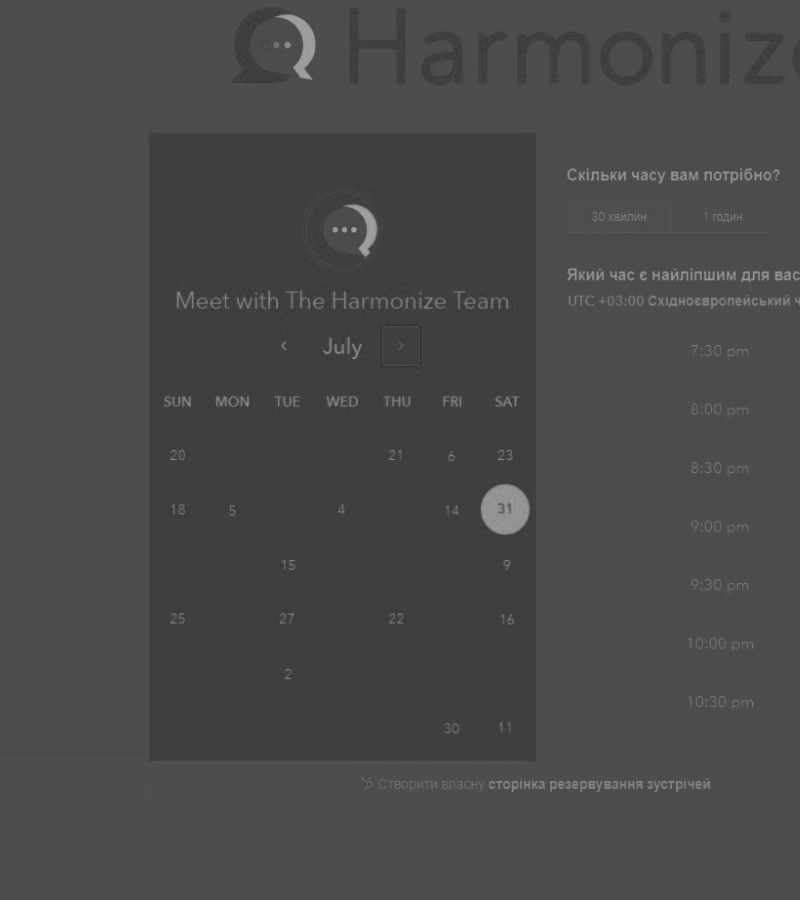 Harmonize
Скільки часу вам потрібно?
30 хвилин 1 годин
Meet with The Harmonize Team
July
SUN MON TUE WED THU FRI SAT
20 21 6 23
18 5 4 14 31
15 9
25 27 22 16
2
30 11
Який час є найліпшим для вас
UTC +03:00 Східноєвропейський ч
7:30 pm
8:00 pm
8:30 pm
9:00 pm
9:30 pm
10:00 pm
10:30 pm
Створити власну сторінка резервування зустрічей